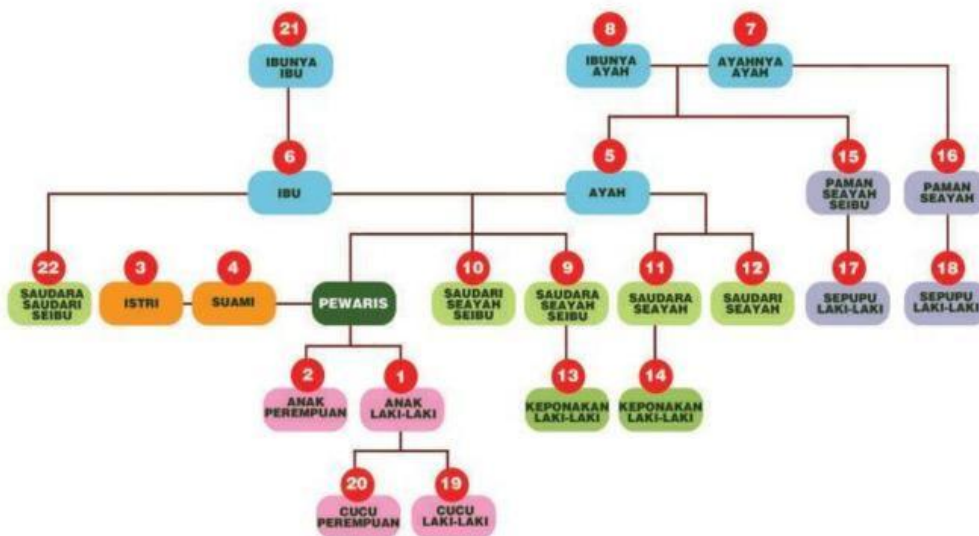 21
IBUNYA
IBU
8
IBUNYA
AYAH
7
AYAHNYA
AYAH
6
IBU
5
AYAH
15
PAMAN
SEAYAH
SEIBU
16
PAMAN
SEAYAH
22
SAUDARA
SAUDARI
SEIBU
3
ISTRI
4
SUAMI
PEWARIS
10
SAUDARI
SEAYAH
SEIBU
9
SAUDARA
SEAYAH
SEIBU
11
SAUDARA
SEAYAH
12
SAUDARI
SEAYAH
17
SEPUPU
LAKI-LAKI
18
SEPUPU
LAKI-LAKI
2
ANAK
PEREMPUAN
1
ANAK
LAKI-LAKI
13
KEPONAKAN
LAKI-LAKI
14
KEPONAKAN
LAKI-LAKI
20
CUCU
PEREMPUAN
19
CUCU
LAKI-LAKI